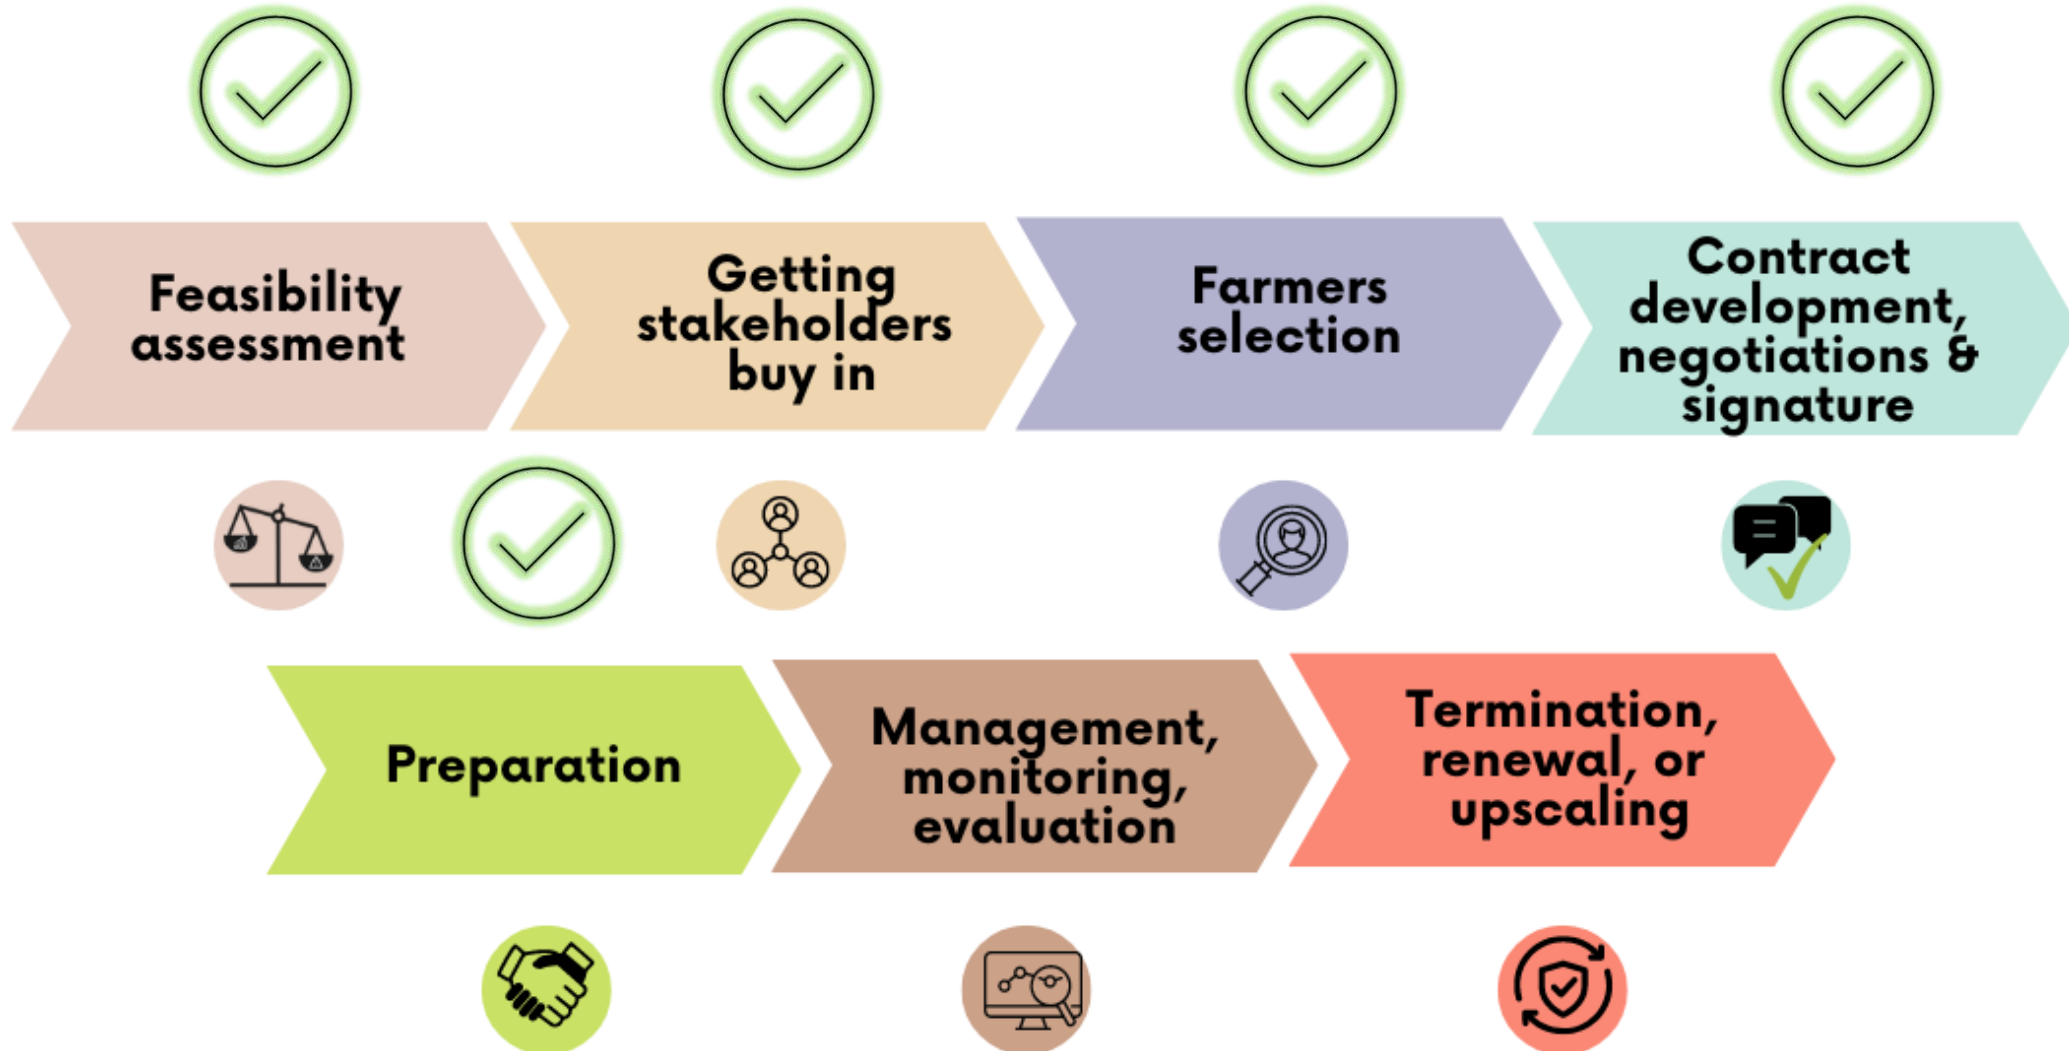 Feasibility
assessment
Getting
stakeholders
buy in
Farmers
selection
Contract
development,
negotiations &
signature
Preparation
Management,
monitoring,
evaluation
Termination,
renewal, or
upscaling